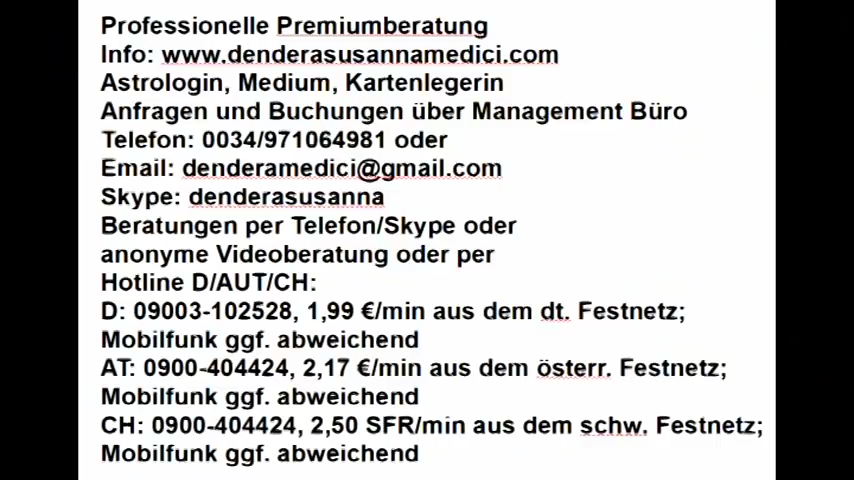 Professionelle Premiumberatung
Info: www.denderasusannamedici.com
Astrologin, Medium, Kartenlegerin
Anfragen und Buchungen über Management Büro
Telefon: 0034/971064981 oder
Email: denderamedici@gmail.com
Skype: denderasusanna
Beratungen per Telefon/Skype oder
anonyme Videoberatung oder per
Hotline D/AUT/CH:
D: 09003-102528, 1,99 €/min aus dem dt. Festnetz;
Mobilfunk ggf. abweichend
AT: 0900-404424, 2,17 €/min aus dem österr. Festnetz;
Mobilfunk ggf. abweichend
CH: 0900-404424, 2,50 SFR/min aus dem schw. Festnetz;
Mobilfunk ggf. abweichend